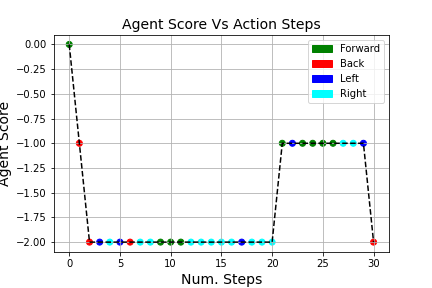 Agent Score Vs Action Steps
Agent Score
0.00
-0.25
-0.50
-0.75
-1.00
-1.25
-1.50
-1.75
-2.00
Forward
Back
Left
Right
0 5 10 15 20 25 30
Num. Steps